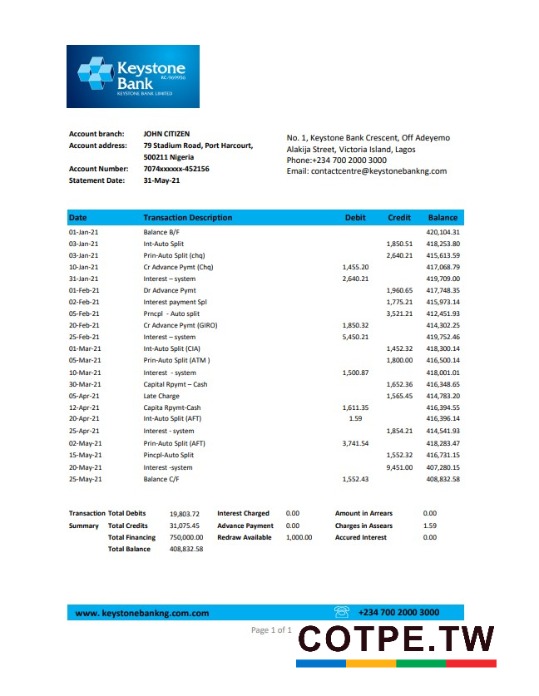 Keystone
Bank
RC NO9956
KEYSTONE BANK LIMITED
Account branch: JOHN CITIZEN
Account address: 79 Stadium Road, Port Harcourt,
500211 Nigeria
Account Number: 7074xxxxxx-452156
Statement Date: 31-May-21
No. 1, Keystone Bank Crescent, Off Adeyemo
Alakija Street, Victoria Island, Lagos
Phone:+234 700 2000 3000
Email: contactcentre@keystonebankng.com
Date Transaction Description Debit Credit Balance
01-Jan-21 Balance B/F 420,104.31
03-Jan-21 Int-Auto Split 1,850.51 418,253.80
03-Jan-21 Prin-Auto Split (chq) 2,640.21 415,613.59
10-Jan-21 Cr Advance Pymt (Chq) 1,455.20 417,068.79
31-Jan-21 Interest – system 2,640.21 419,709.00
01-Feb-21 Dr Advance Pymt 1,960.65 417,748.35
02-Feb-21 Interest payment Spl 1,775.21 415,973.14
05-Feb-21 Prncpl - Auto split 3,521.21 412,451.93
20-Feb-21 Cr Advance Pymt (GIRO) 1,850.32 414,302.25
25-Feb-21 Interest – system 5,450.21 419,752.46
01-Mar-21 Int-Auto Split (CIA) 1,452.32 418,300.14
05-Mar-21 Prin-Auto Split (ATM ) 1,800.00 416,500.14
10-Mar-21 Interest - system 1,500.87 418,001.01
30-Mar-21 Capital Rpymt – Cash 1,652.36 416,348.65
05-Apr-21 Late Charge 1,565.45 414,783.20
12-Apr-21 Capita Rpymt-Cash 1,611.35 416,394.55
20-Apr-21 Int-Auto Split (AFT) 1.59 416,396.14
25-Apr-21 Interest - system 1,854.21 414,541.93
02-May-21 Prin-Auto Split (AFT) 3,741.54 418,283.47
15-May-21 Pincpl-Auto Split 1,552.32 416,731.15
20-May-21 Interest -system 9,451.00 407,280.15
25-May-21 Balance C/F 1,552.43 408,832.58
Transaction Total Debits 19,803.72 Interest Charged 0.00 Amount in Arrears 0.00
Summary Total Credits 31,075.45 Advance Payment 0.00 Charges in Assears 1.59
Total Financing 750,000.00 Redraw Available 1,000.00 Accured Interest 0.00
Total Balance 408,832.58
www. keystonebankng.com.com +234 700 2000 3000
Page 1 of 1
COTPE.TW